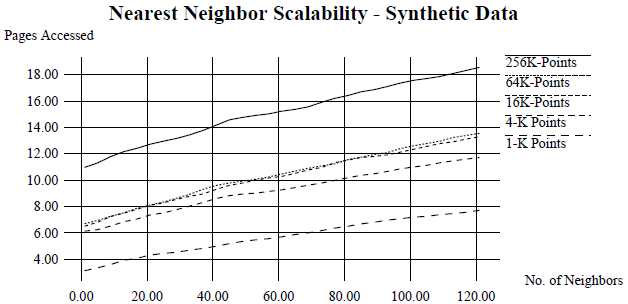 Nearest Neighbor Scalability - Synthetic Data
Pages Accessed
256K-Points
64K-Points
16K-Points
4-K Points
1-K Points
18.00
16.00
14.00
12.00
10.00
8.00
6.00
4.00
0.00 20.00 40.00 60.00 80.00 100.00 120.00
No. of Neighbors